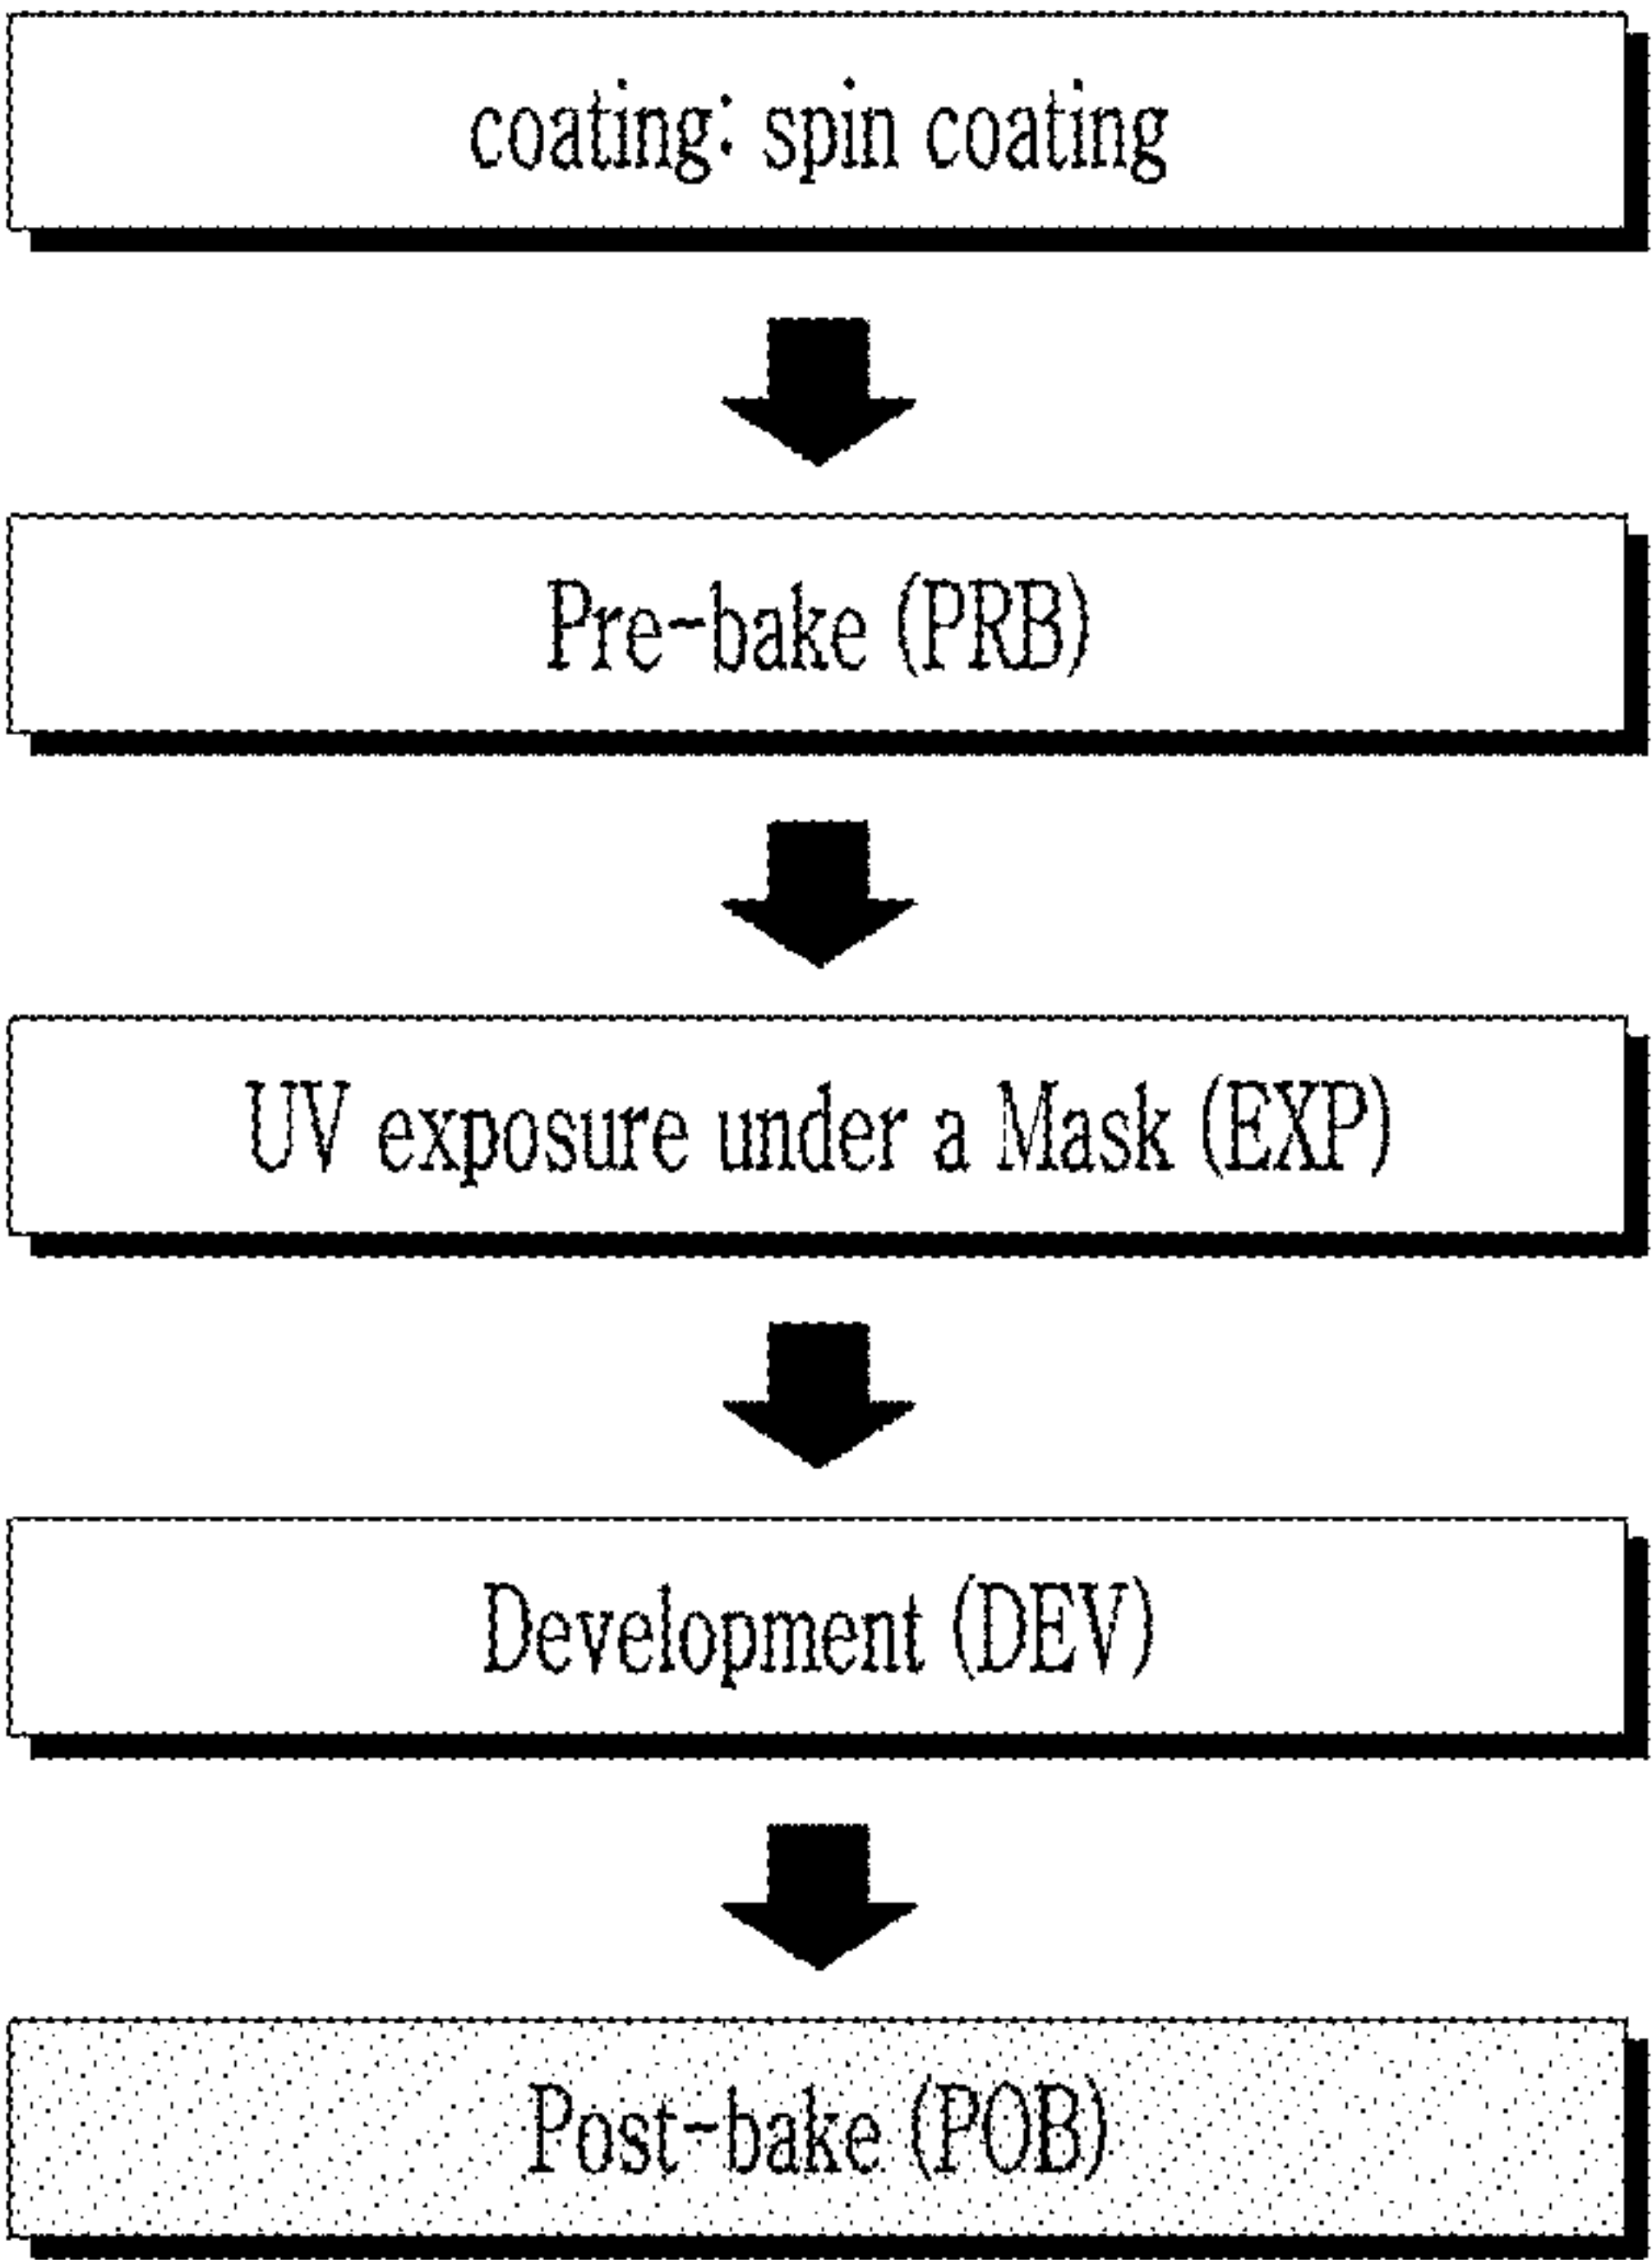 coating: spin coating
Pre-bake (PRB)
UV exposure under a Mask (EXP)
Development (DEV)
Post-bake (POB)